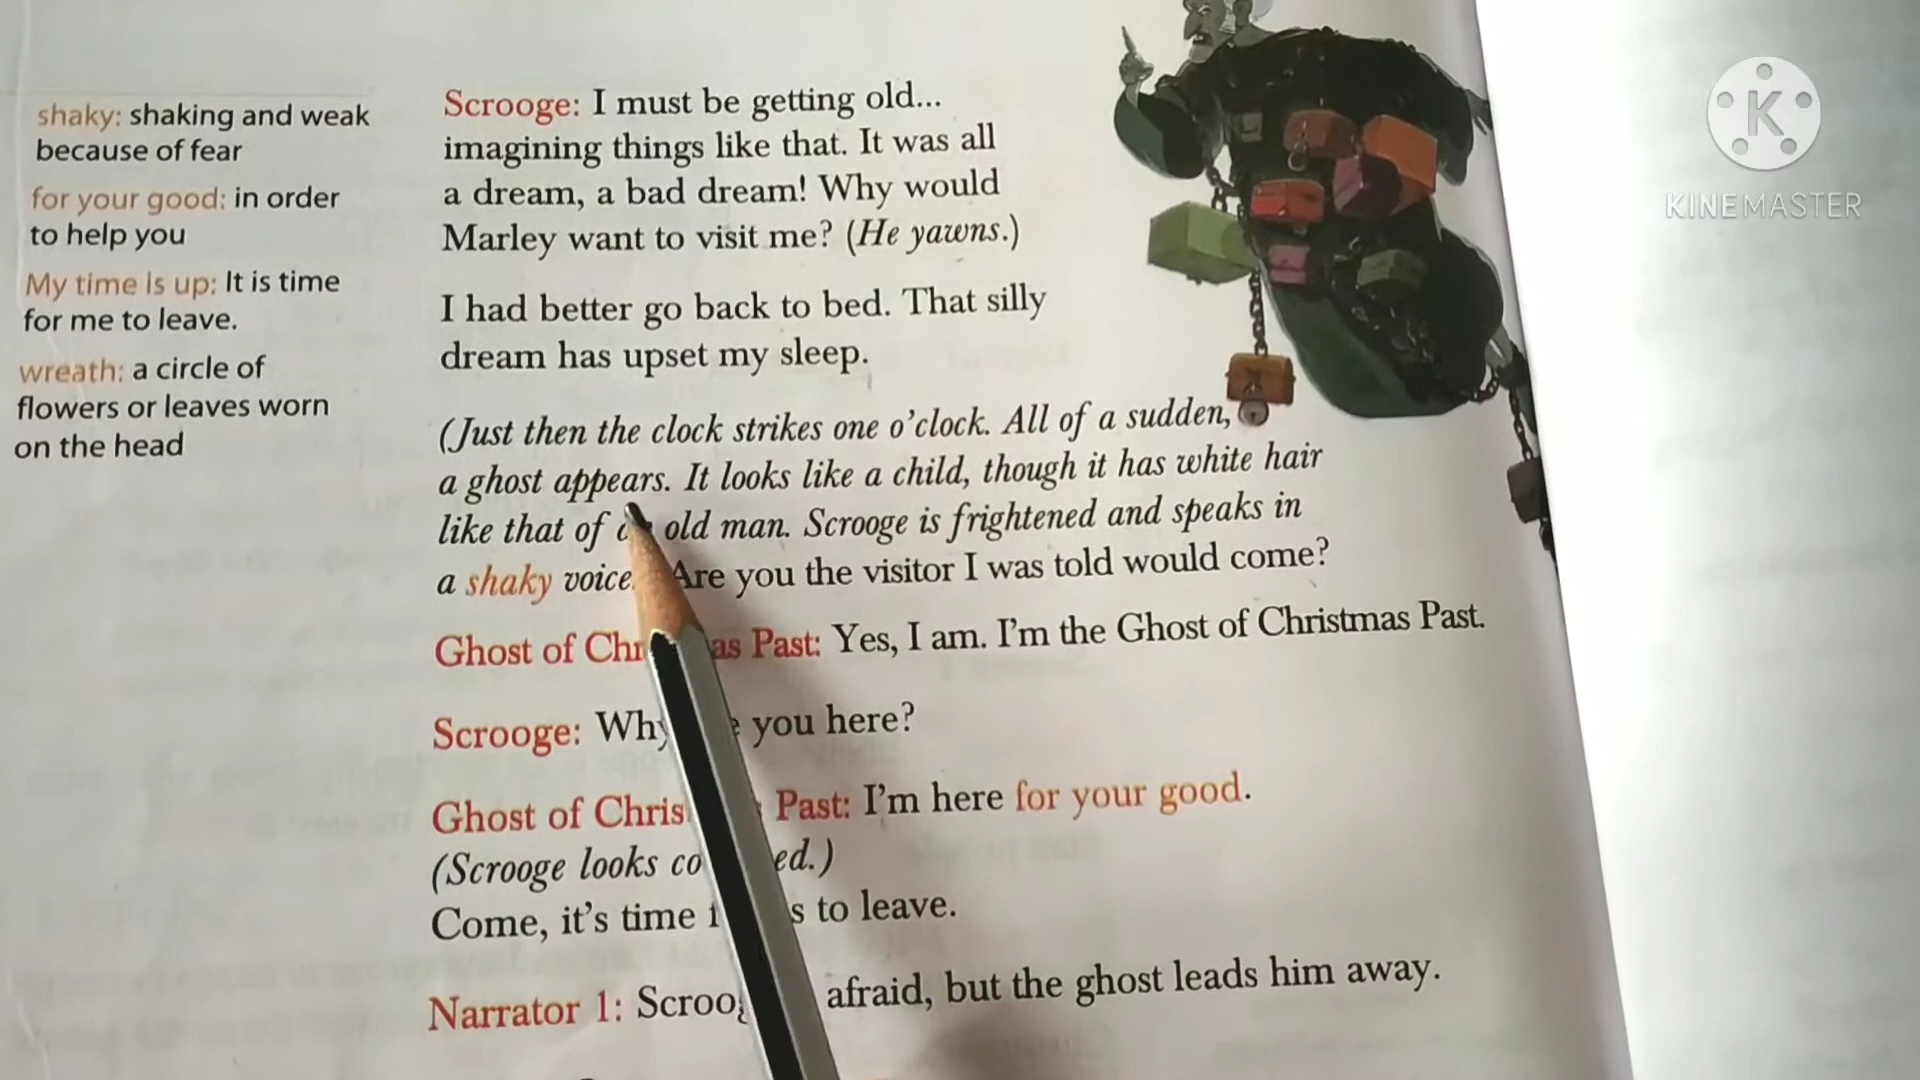 shaky: shaking and weak
because of fear
for your good: in order
to help you
My time is up: It is time
for me to leave.
wreath: a circle of
flowers or leaves worn
on the head
Scrooge: I must be getting old...
imagining things like that. It was all
a dream, a bad dream! Why would
Marley want to visit me? (He yawns.)
I had better go back to bed. That silly
dream has upset my sleep.
(Just then the clock strikes one o'clock. All of a sudden,
a ghost appears. It looks like a child, though it has white hair
like that of old man. Scrooge is frightened and speaks in
a shaky voice. Are you the visitor I was told would come?
Ghost of Past: Yes, I am. I'm the Ghost of Christmas Past.
Scrooge: you here?
Ghost of Past: I'm here for your good.
(Scrooge looks
Come, it's time to leave.
Narrator 1: afraid, but the ghost leads him away.
K
KINEMASTER